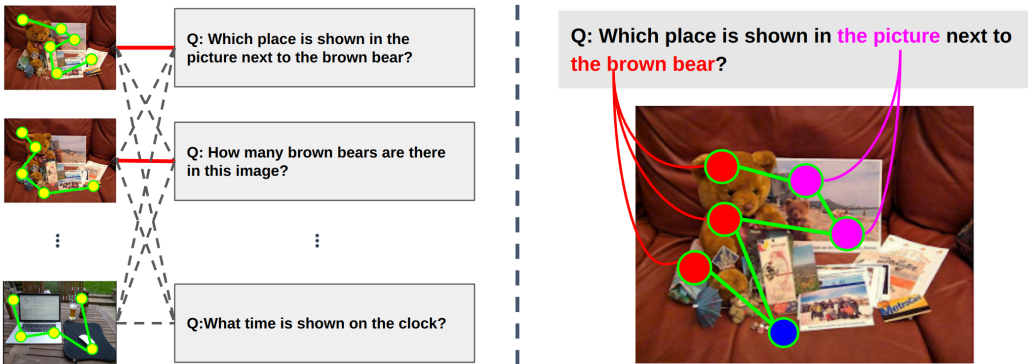 Q: Which place is shown in the
picture next to the brown bear?
Q: How many brown bears are there
in this image?
Q:What time is shown on the clock?
Q: Which place is shown in the picture next to
the brown bear?
MetroCard